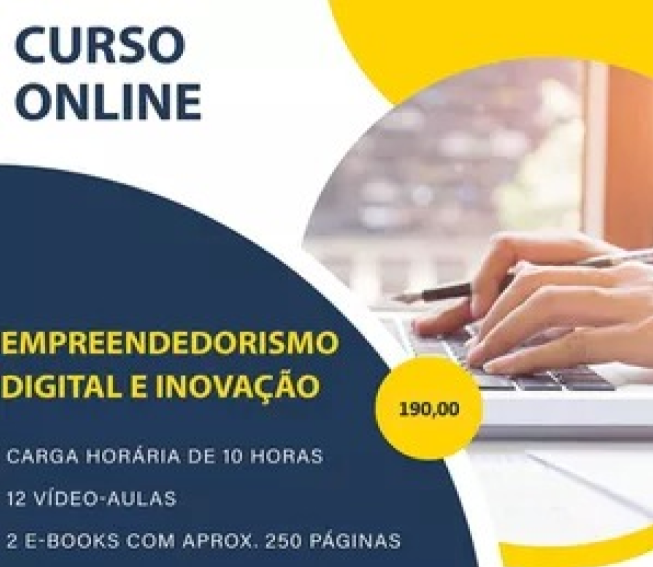 CURSO
ONLINE
EMPREENDEDORISMO
DIGITAL E INOVAÇÃO
190,00
CARGA HORÁRIA DE 10 HORAS
12 VÍDEO-AULAS
2 E-BOOKS COM APROX. 250 PÁGINAS